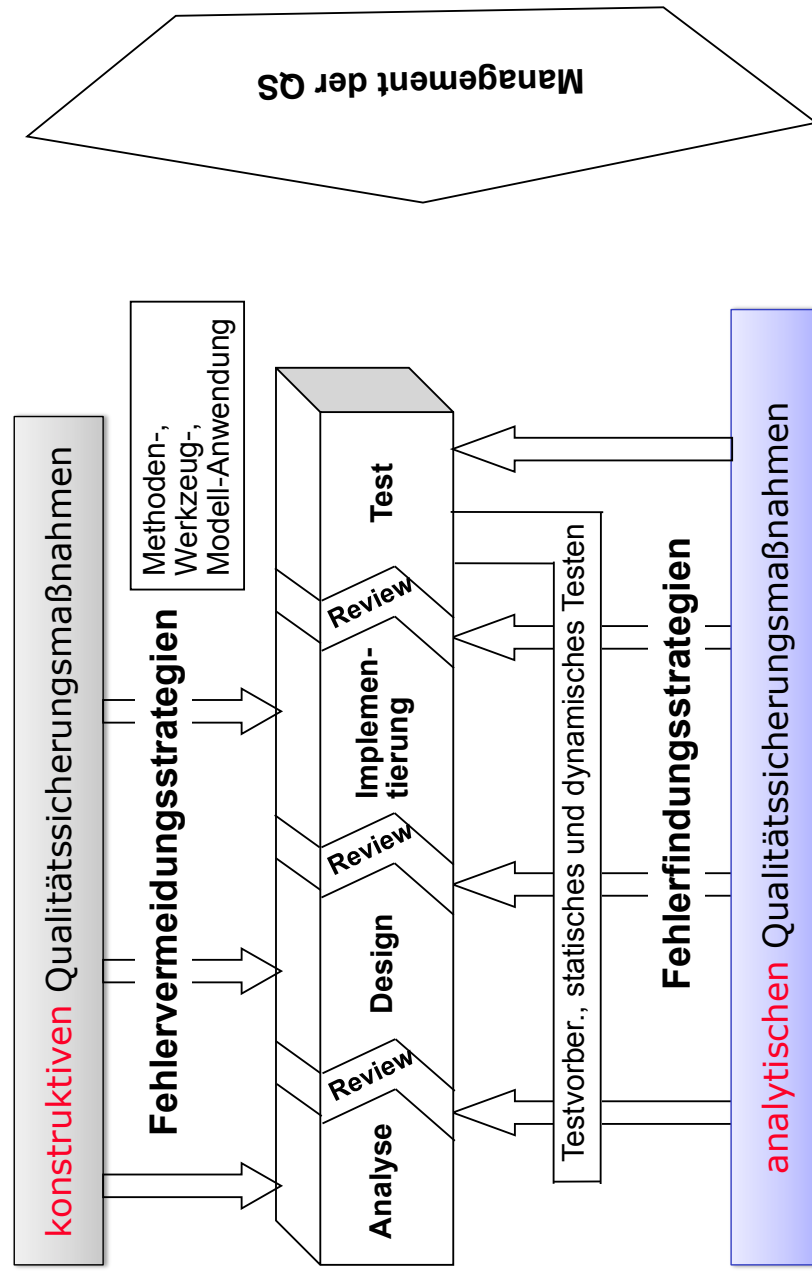 konstruktiven Qualitätssicherungsmaßnahmen
Fehlervermeidungsstrategien
Methoden-,
Werkzeug-,
Modell-Anwendung
Analyse
Review
Design
Review
Implemen-
tierung
Review
Test
Testvorber., statisches und dynamisches Testen
Fehlerfindungsstrategien
analytischen Qualitätssicherungsmaßnahmen
Management der QS